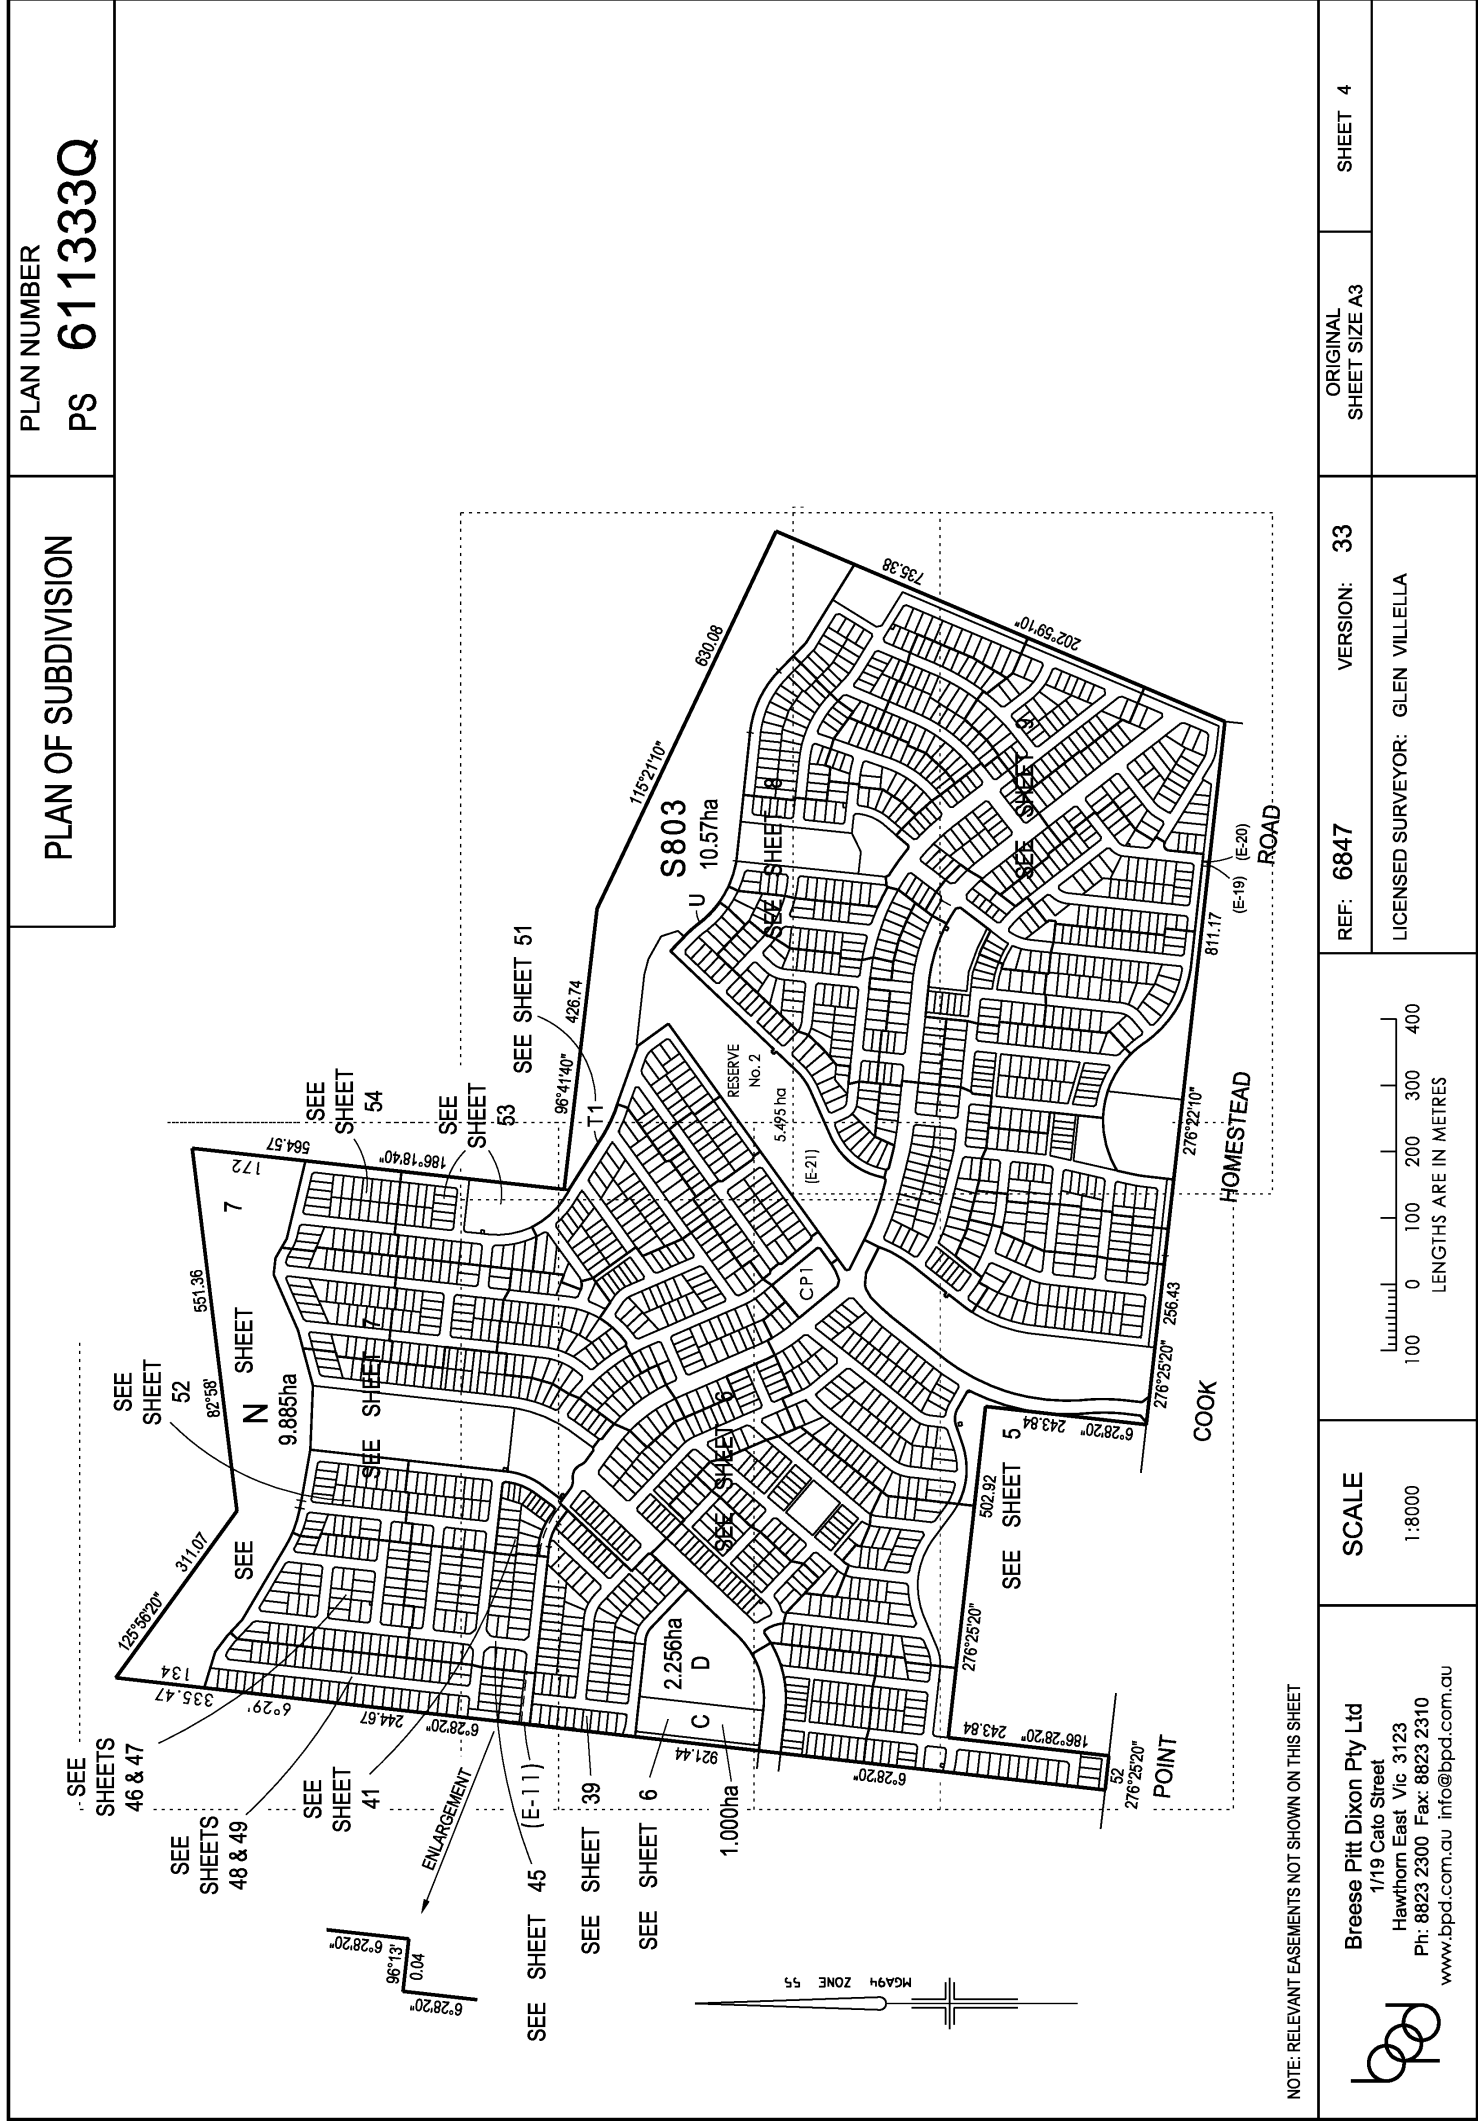 PLAN OF SUBDIVISION
PLAN NUMBER
PS 611333Q
SEE
SHEETS
46 & 47
SEE
SHEETS
48 & 49
SEE
SHEET
41
SEE
SHEET
52
SEE
SHEET
54
SEE
SHEET
53
SEE SHEET 51
SEE SHEET 45
SEE SHEET 39
SEE SHEET 6
(E-11)
ENLARGEMENT
6°28'20"
96°13'
0.04
6°28'20"
125°56'20"
311.07
82°58'
551.36
134
335.47
6°29'
244.67
6°28'20"
921.44
6°28'20"
172
564.57
186°18'40"
96°41'40"
426.74
115°21'10"
630.08
735.38
202°59'10"
SEE SHEET 7
N
9.885ha
SEE SHEET 7
T1
U
S803
10.57ha
SEE SHEET 8
SEE SHEET 9
RESERVE
No. 2
5.495 ha
(E-21)
CP1
SEE SHEET 6
2.256ha
D
C
1.000ha
SEE SHEET 5
502.92
276°25'20"
243.84
6°28'20"
243.84
186°28'20"
52
276°25'20"
276°25'20"
256.43
276°22'10"
811.17
(E-19)
(E-20)
POINT COOK HOMESTEAD ROAD
MGA94 ZONE 55
NOTE: RELEVANT EASEMENTS NOT SHOWN ON THIS SHEET
bpd
Breese Pitt Dixon Pty Ltd
1/19 Cato Street
Hawthorn East Vic 3123
Ph: 8823 2300 Fax: 8823 2310
www.bpd.com.au info@bpd.com.au
SCALE
1:8000
100 0 100 200 300 400
LENGTHS ARE IN METRES
REF: 6847
VERSION: 33
LICENSED SURVEYOR: GLEN VILLELLA
ORIGINAL
SHEET SIZE A3
SHEET 4